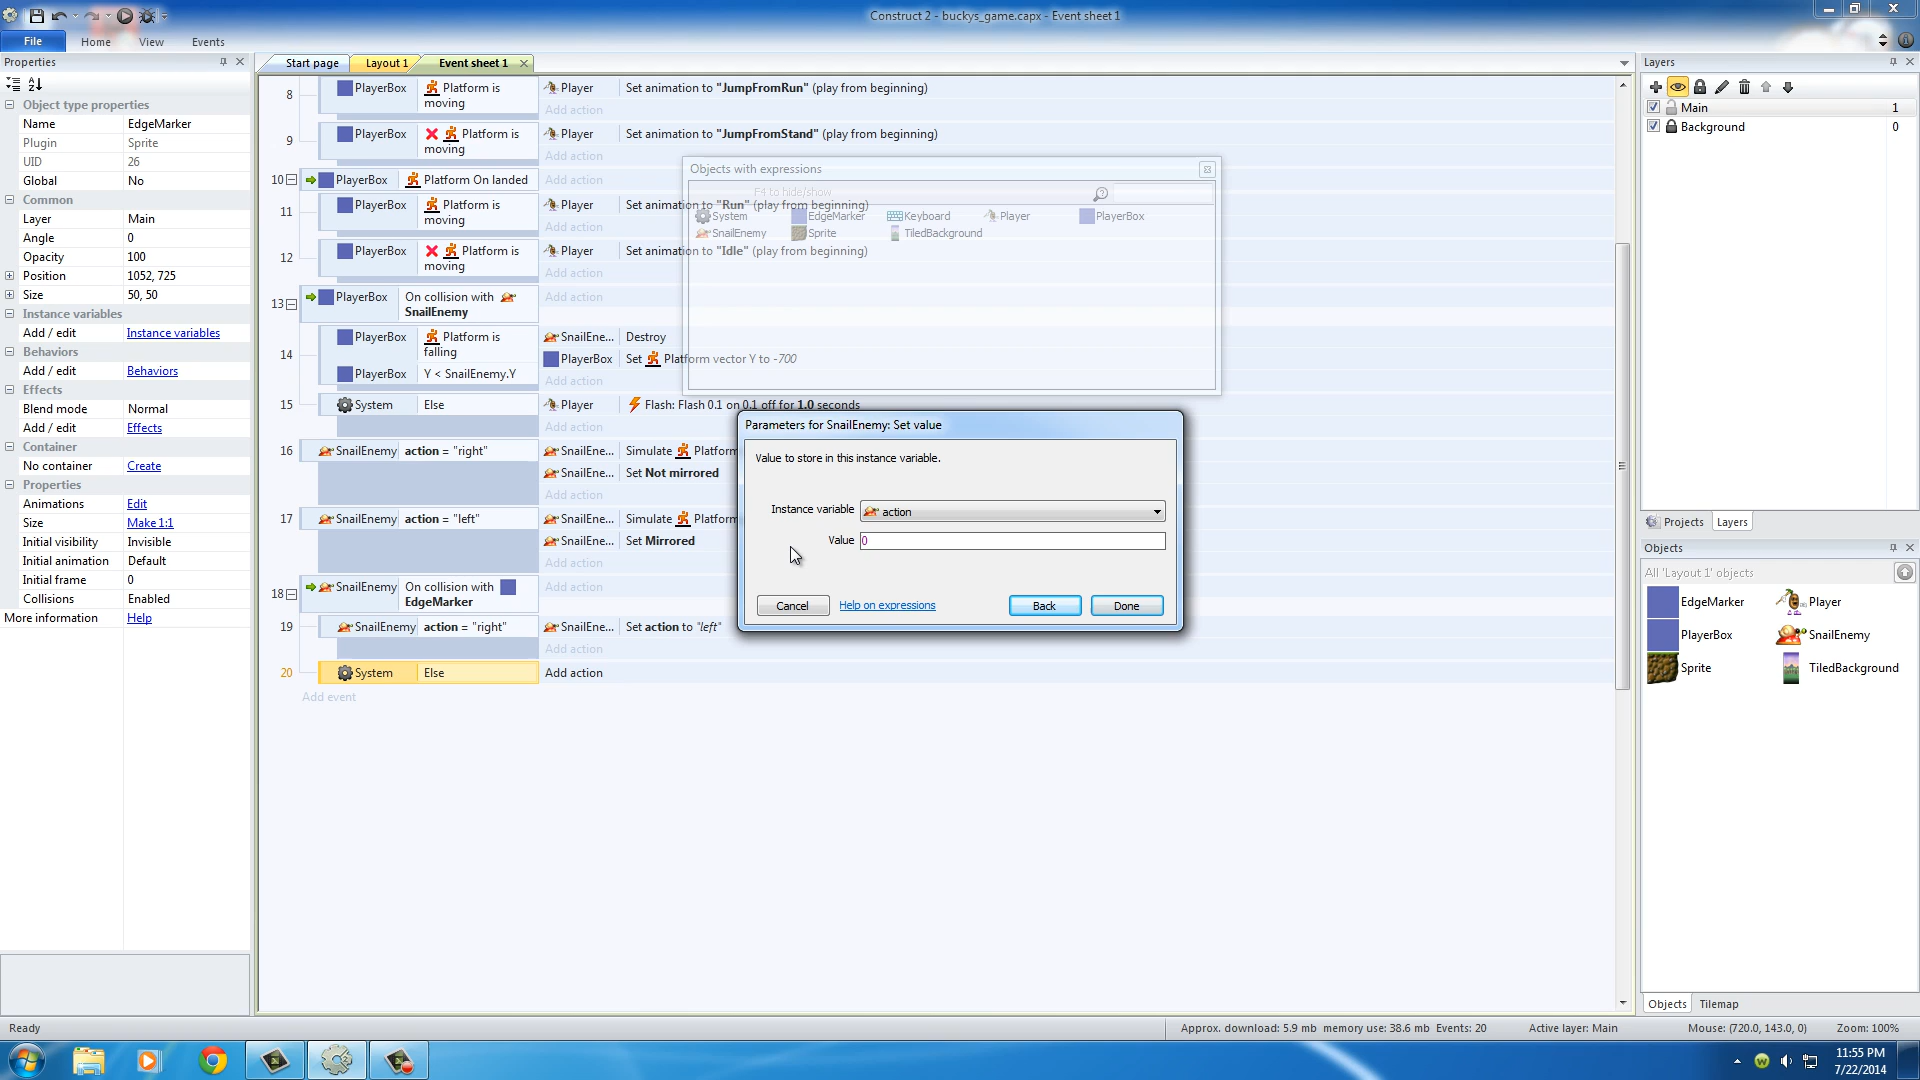 Construct 2 - buckys_game.capx - Event sheet 1
File Home View Events
Properties
Object type properties
Name EdgeMarker
Plugin Sprite
UID 26
Global No
Common
Layer Main
Angle 0
Opacity 100
Position 1052, 725
Size 50, 50
Instance variables
Add / edit Instance variables
Behaviors
Add / edit Behaviors
Effects
Blend mode Normal
Add / edit Effects
Container
No container Create
Properties
Animations Edit
Size Make 1:1
Initial visibility Invisible
Initial animation Default
Initial frame 0
Collisions Enabled
More information Help
Start page Layout 1 Event sheet 1
8 PlayerBox Platform is moving Player Set animation to "JumpFromRun" (play from beginning)
Add action
9 PlayerBox Platform is moving Player Set animation to "JumpFromStand" (play from beginning)
Add action
10 PlayerBox Platform On landed Add action
11 PlayerBox Platform is moving Player Set animation to "Run" (play from beginning)
Add action
12 PlayerBox Platform is moving Player Set animation to "Idle" (play from beginning)
Add action
13 PlayerBox On collision with SnailEnemy Add action
14 PlayerBox Platform is falling SnailEne... Destroy
PlayerBox Set Platform vector Y to -700
PlayerBox Y < SnailEnemy.Y Add action
15 System Else Player Flash: Flash 0.1 on 0.1 off for 1.0 seconds
Add action
16 SnailEnemy action = "right" SnailEne... Simulate Platform
SnailEne... Set Not mirrored
Add action
17 SnailEnemy action = "left" SnailEne... Simulate Platform
SnailEne... Set Mirrored
Add action
18 SnailEnemy On collision with EdgeMarker Add action
19 SnailEnemy action = "right" SnailEne... Set action to "left"
Add action
20 System Else Add action
Add event
Objects with expressions
F4 to hide/show
System EdgeMarker Keyboard Player PlayerBox
SnailEnemy Sprite TiledBackground
Parameters for SnailEnemy: Set value
Value to store in this instance variable.
Instance variable action
Value 0
Cancel Help on expressions Back Done
Layers
Main 1
Background 0
Projects Layers
Objects
All 'Layout 1' objects
EdgeMarker Player
PlayerBox SnailEnemy
Sprite TiledBackground
Objects Tilemap
Ready Approx. download: 5.9 mb memory use: 38.6 mb Events: 20 Active layer: Main Mouse: (720.0, 143.0, 0) Zoom: 100%
11:55 PM
7/22/2014